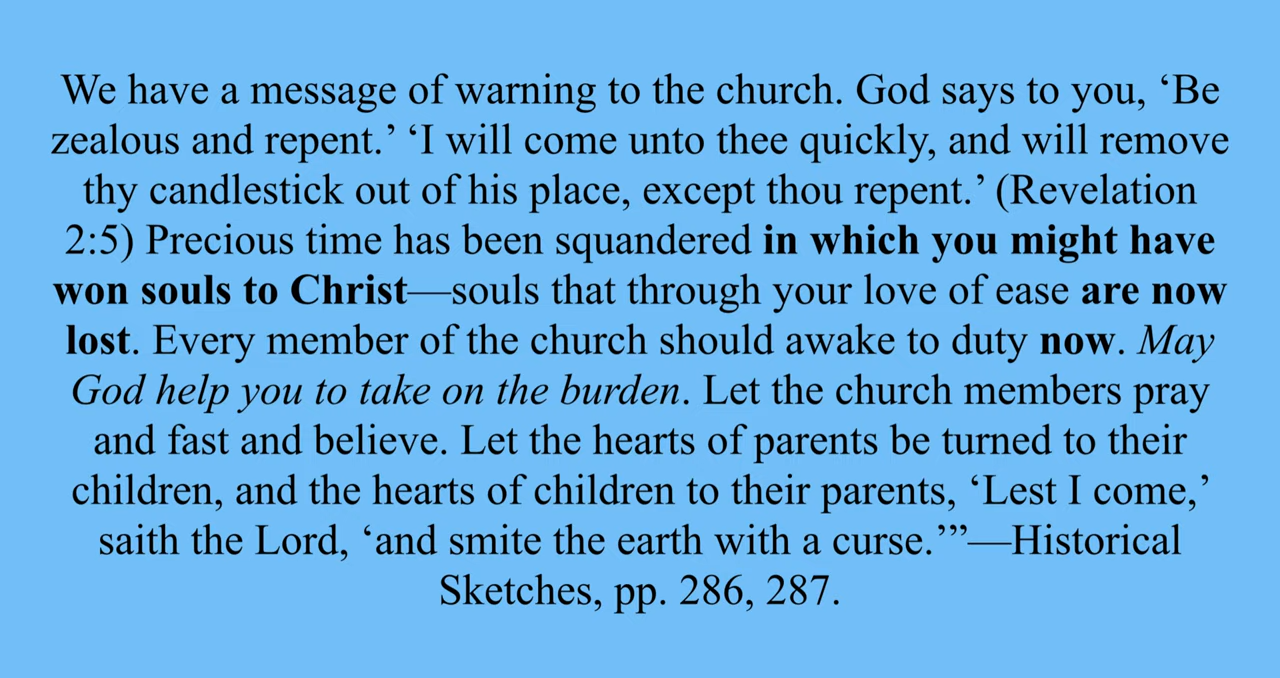 We have a message of warning to the church. God says to you, ‘Be
zealous and repent.’ ‘I will come unto thee quickly, and will remove
thy candlestick out of his place, except thou repent.’ (Revelation
2:5) Precious time has been squandered in which you might have
won souls to Christ—souls that through your love of ease are now
lost. Every member of the church should awake to duty now. May
God help you to take on the burden. Let the church members pray
and fast and believe. Let the hearts of parents be turned to their
children, and the hearts of children to their parents, ‘Lest I come,’
saith the Lord, ‘and smite the earth with a curse.’”—Historical
Sketches, pp. 286, 287.